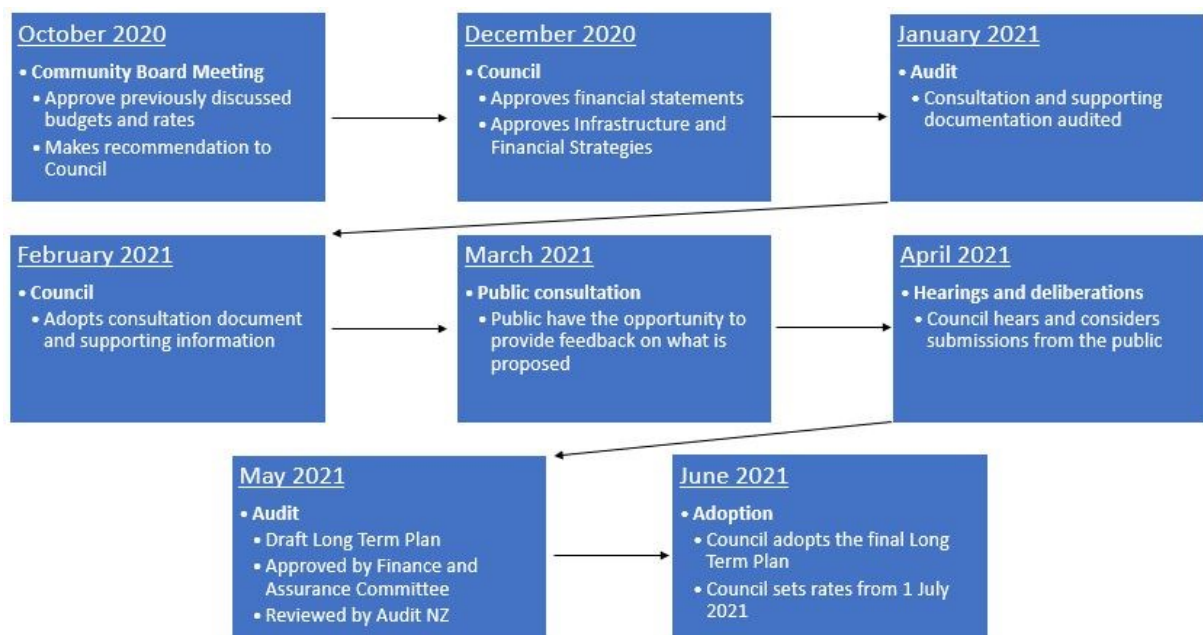 October 2020
• Community Board Meeting
• Approve previously discussed
budgets and rates
• Makes recommendation to
Council
December 2020
• Council
• Approves financial statements
• Approves Infrastructure and
Financial Strategies
January 2021
• Audit
• Consultation and supporting
documentation audited
February 2021
• Council
• Adopts consultation document
and supporting information
March 2021
• Public consultation
• Public have the opportunity to
provide feedback on what is
proposed
April 2021
• Hearings and deliberations
• Council hears and considers
submissions from the public
May 2021
• Audit
• Draft Long Term Plan
• Approved by Finance and
Assurance Committee
• Reviewed by Audit NZ
June 2021
• Adoption
• Council adopts the final Long
Term Plan
• Council sets rates from 1 July
2021